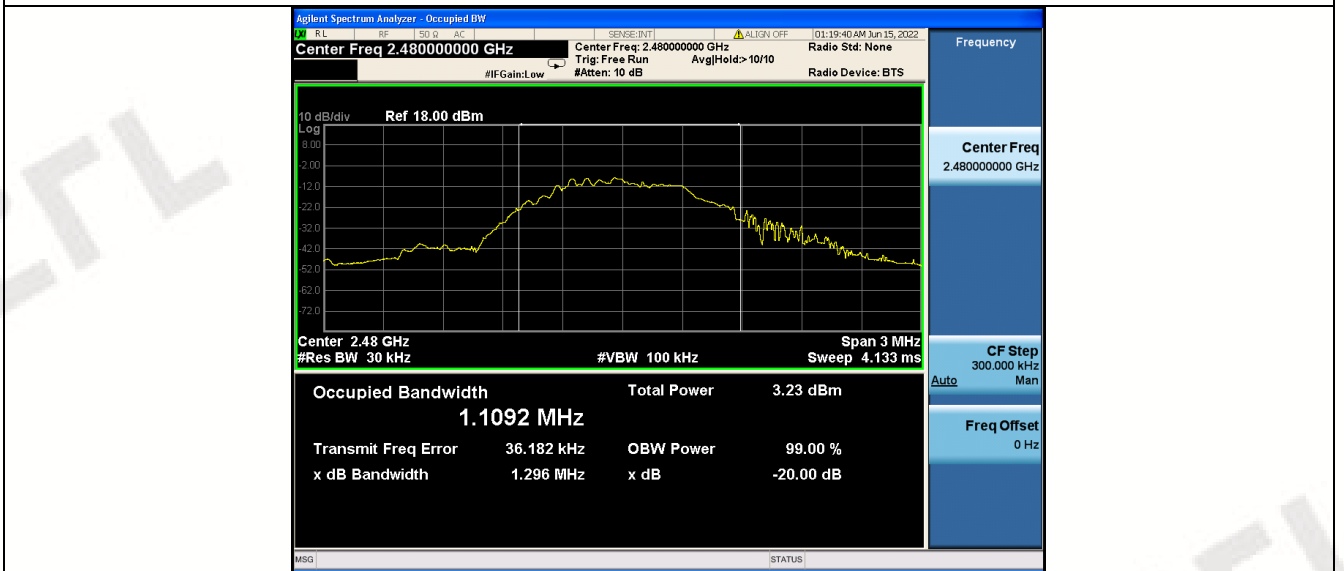 Agilent Spectrum Analyzer - Occupied BW
LXI RL RF 50 Ω AC SENSE:INT ALIGN OFF 01:19:40 AM Jun 15, 2022
Center Freq 2.480000000 GHz Center Freq: 2.480000000 GHz Radio Std: None
Trig: Free Run Avg|Hold:> 10/10
#IFGain:Low #Atten: 10 dB Radio Device: BTS
Frequency
10 dB/div Ref 18.00 dBm
Log
8.00
-2.00
-12.0
-22.0
-32.0
-42.0
-52.0
-62.0
-72.0
Center 2.48 GHz Span 3 MHz
#Res BW 30 kHz #VBW 100 kHz Sweep 4.133 ms
Center Freq
2.480000000 GHz
CF Step
300.000 kHz
Auto Man
Freq Offset
0 Hz
Occupied Bandwidth Total Power 3.23 dBm
1.1092 MHz
Transmit Freq Error 36.182 kHz OBW Power 99.00 %
x dB Bandwidth 1.296 MHz x dB -20.00 dB
MSG STATUS